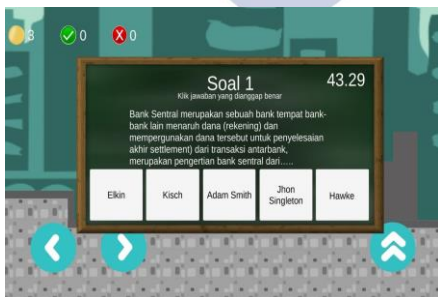 3
0
0
Soal 1
43.29
Klik jawaban yang dianggap benar
Bank Sentral merupakan sebuah bank tempat bank-
bank lain menaruh dana (rekening) dan
mempergunakan dana tersebut untuk penyelesaian
akhir settlement) dari transaksi antarbank,
merupakan pengertian bank sentral dari.....
Elkin
Kisch
Adam Smith
Jhon
Singleton
Hawke